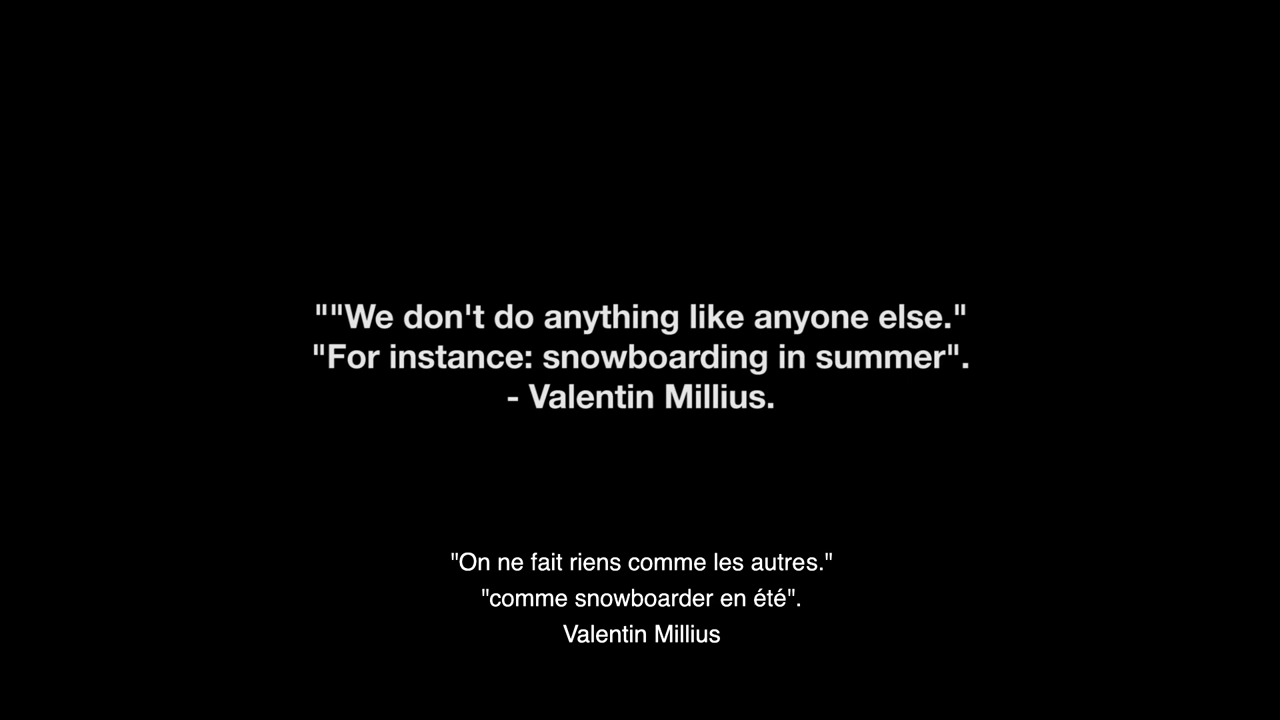 ""We don't do anything like anyone else."
"For instance: snowboarding in summer".
- Valentin Millius.
"On ne fait riens comme les autres."
"comme snowboarder en été".
Valentin Millius